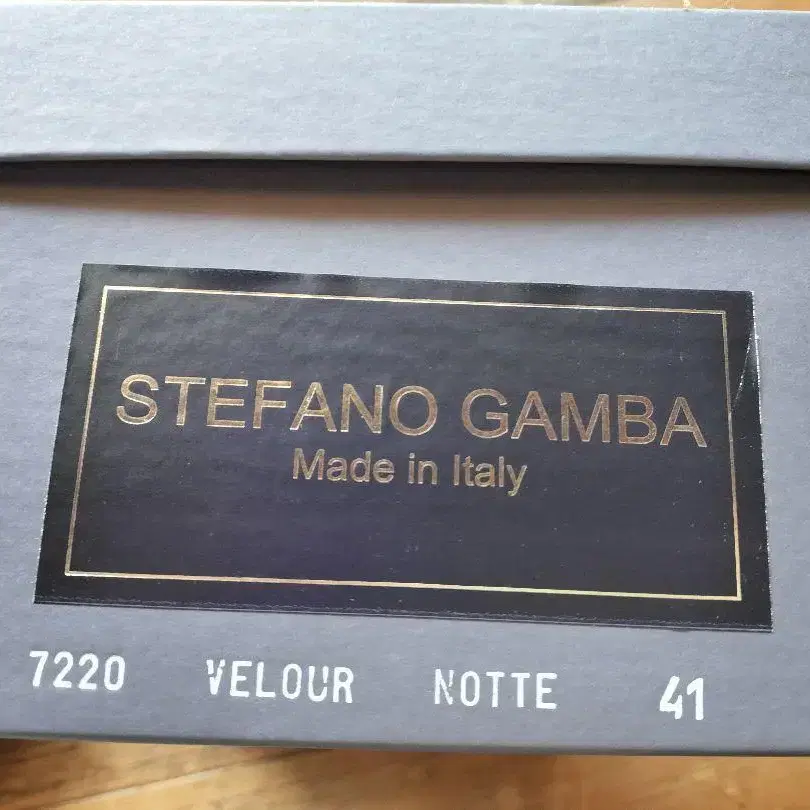 STEFANO GAMBA
Made in Italy
7220 VELOUR NOTTE 41